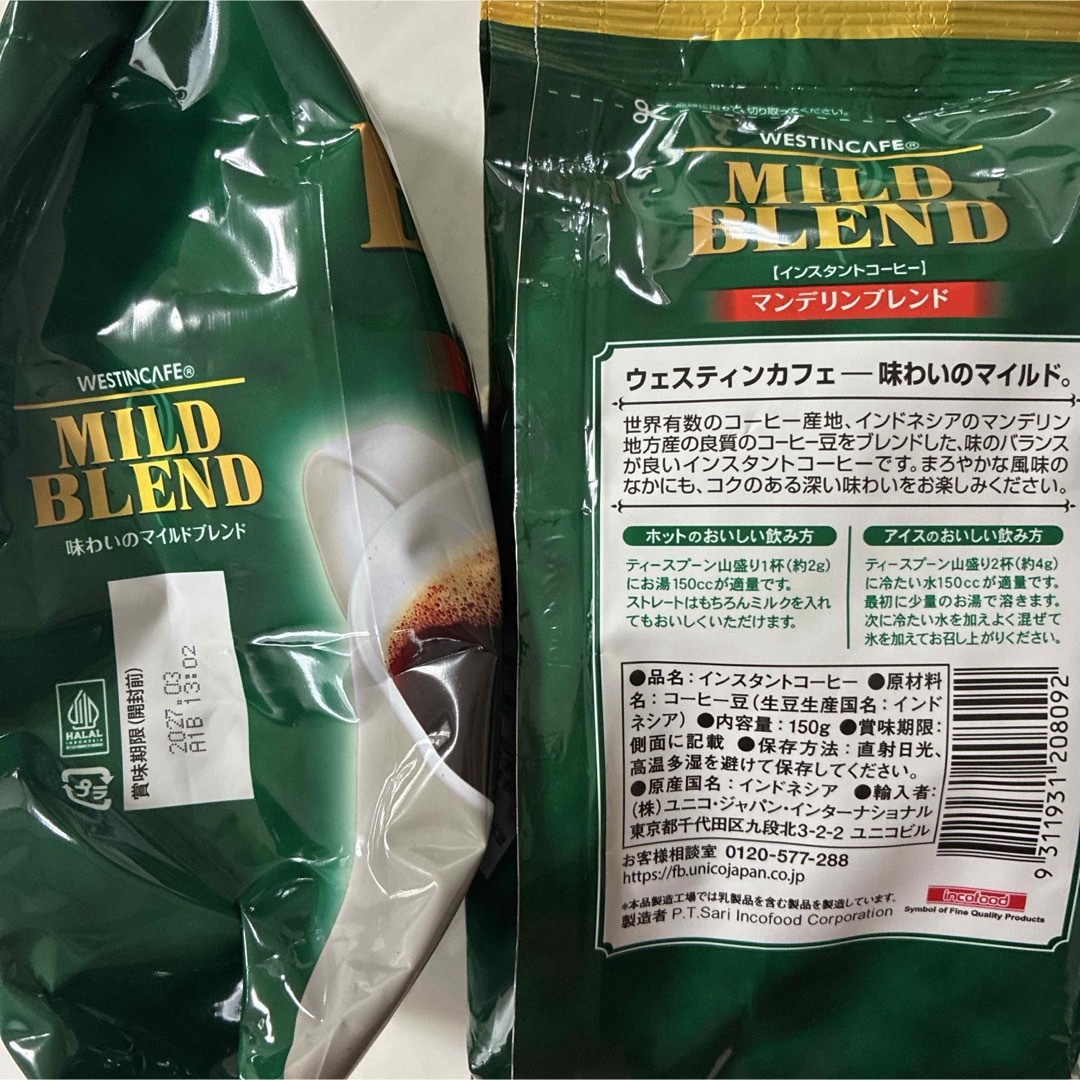 WESTINCAFE®
MILD
BLEND
味わいのマイルドブレンド
賞味期限(開封前)
2027.03
A1B 13:02
HALAL
INDONESIA
プラ
WESTINCAFE®
MILD
BLEND
【インスタントコーヒー】
マンデリンブレンド
ウェスティンカフェ―味わいのマイルド。
世界有数のコーヒー産地、インドネシアのマンデリン
地方産の良質のコーヒー豆をブレンドした、味のバランス
が良いインスタントコーヒーです。まろやかな風味の
なかにも、コクのある深い味わいをお楽しみください。
ホットのおいしい飲み方
ティースプーン山盛り1杯(約2g)
にお湯150ccが適量です。
ストレートはもちろんミルクを入れ
てもおいしくいただけます。
アイスのおいしい飲み方
ティースプーン山盛り2杯(約4g)
に冷たい水150ccが適量です。
最初に少量のお湯で溶きます。
次に冷たい水を加えよく混ぜて
氷を加えてお召し上がりください。
●品名：インスタントコーヒー ●原材料
名：コーヒー豆(生豆生産国名：インド
ネシア) ●内容量：150g ●賞味期限：
側面に記載 ●保存方法：直射日光、
高温多湿を避けて保存してください。
●原産国名：インドネシア ●輸入者：
(株)ユニコ・ジャパン・インターナショナル
東京都千代田区九段北3-2-2 ユニコビル
お客様相談室 0120-577-288
https://fb.unicojapan.co.jp
*本品製造工場では乳製品を含む製品を製造しています。
製造者 P.T.Sari Incofood Corporation
9 311931 208092
incofood
Symbol of Fine Quality Products